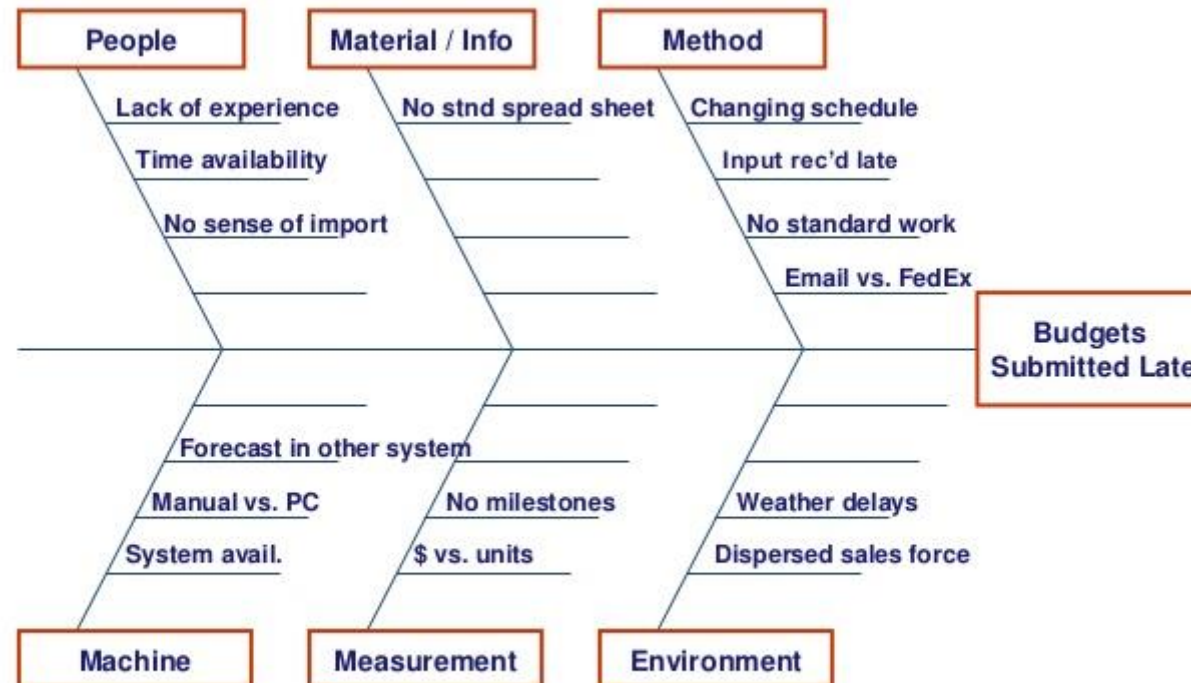 People
Material / Info
Method
Lack of experience
No stnd spread sheet
Changing schedule
Time availability
Input rec'd late
No sense of import
No standard work
Email vs. FedEx
Budgets
Submitted Late
Forecast in other system
Manual vs. PC
No milestones
Weather delays
System avail.
$ vs. units
Dispersed sales force
Machine
Measurement
Environment